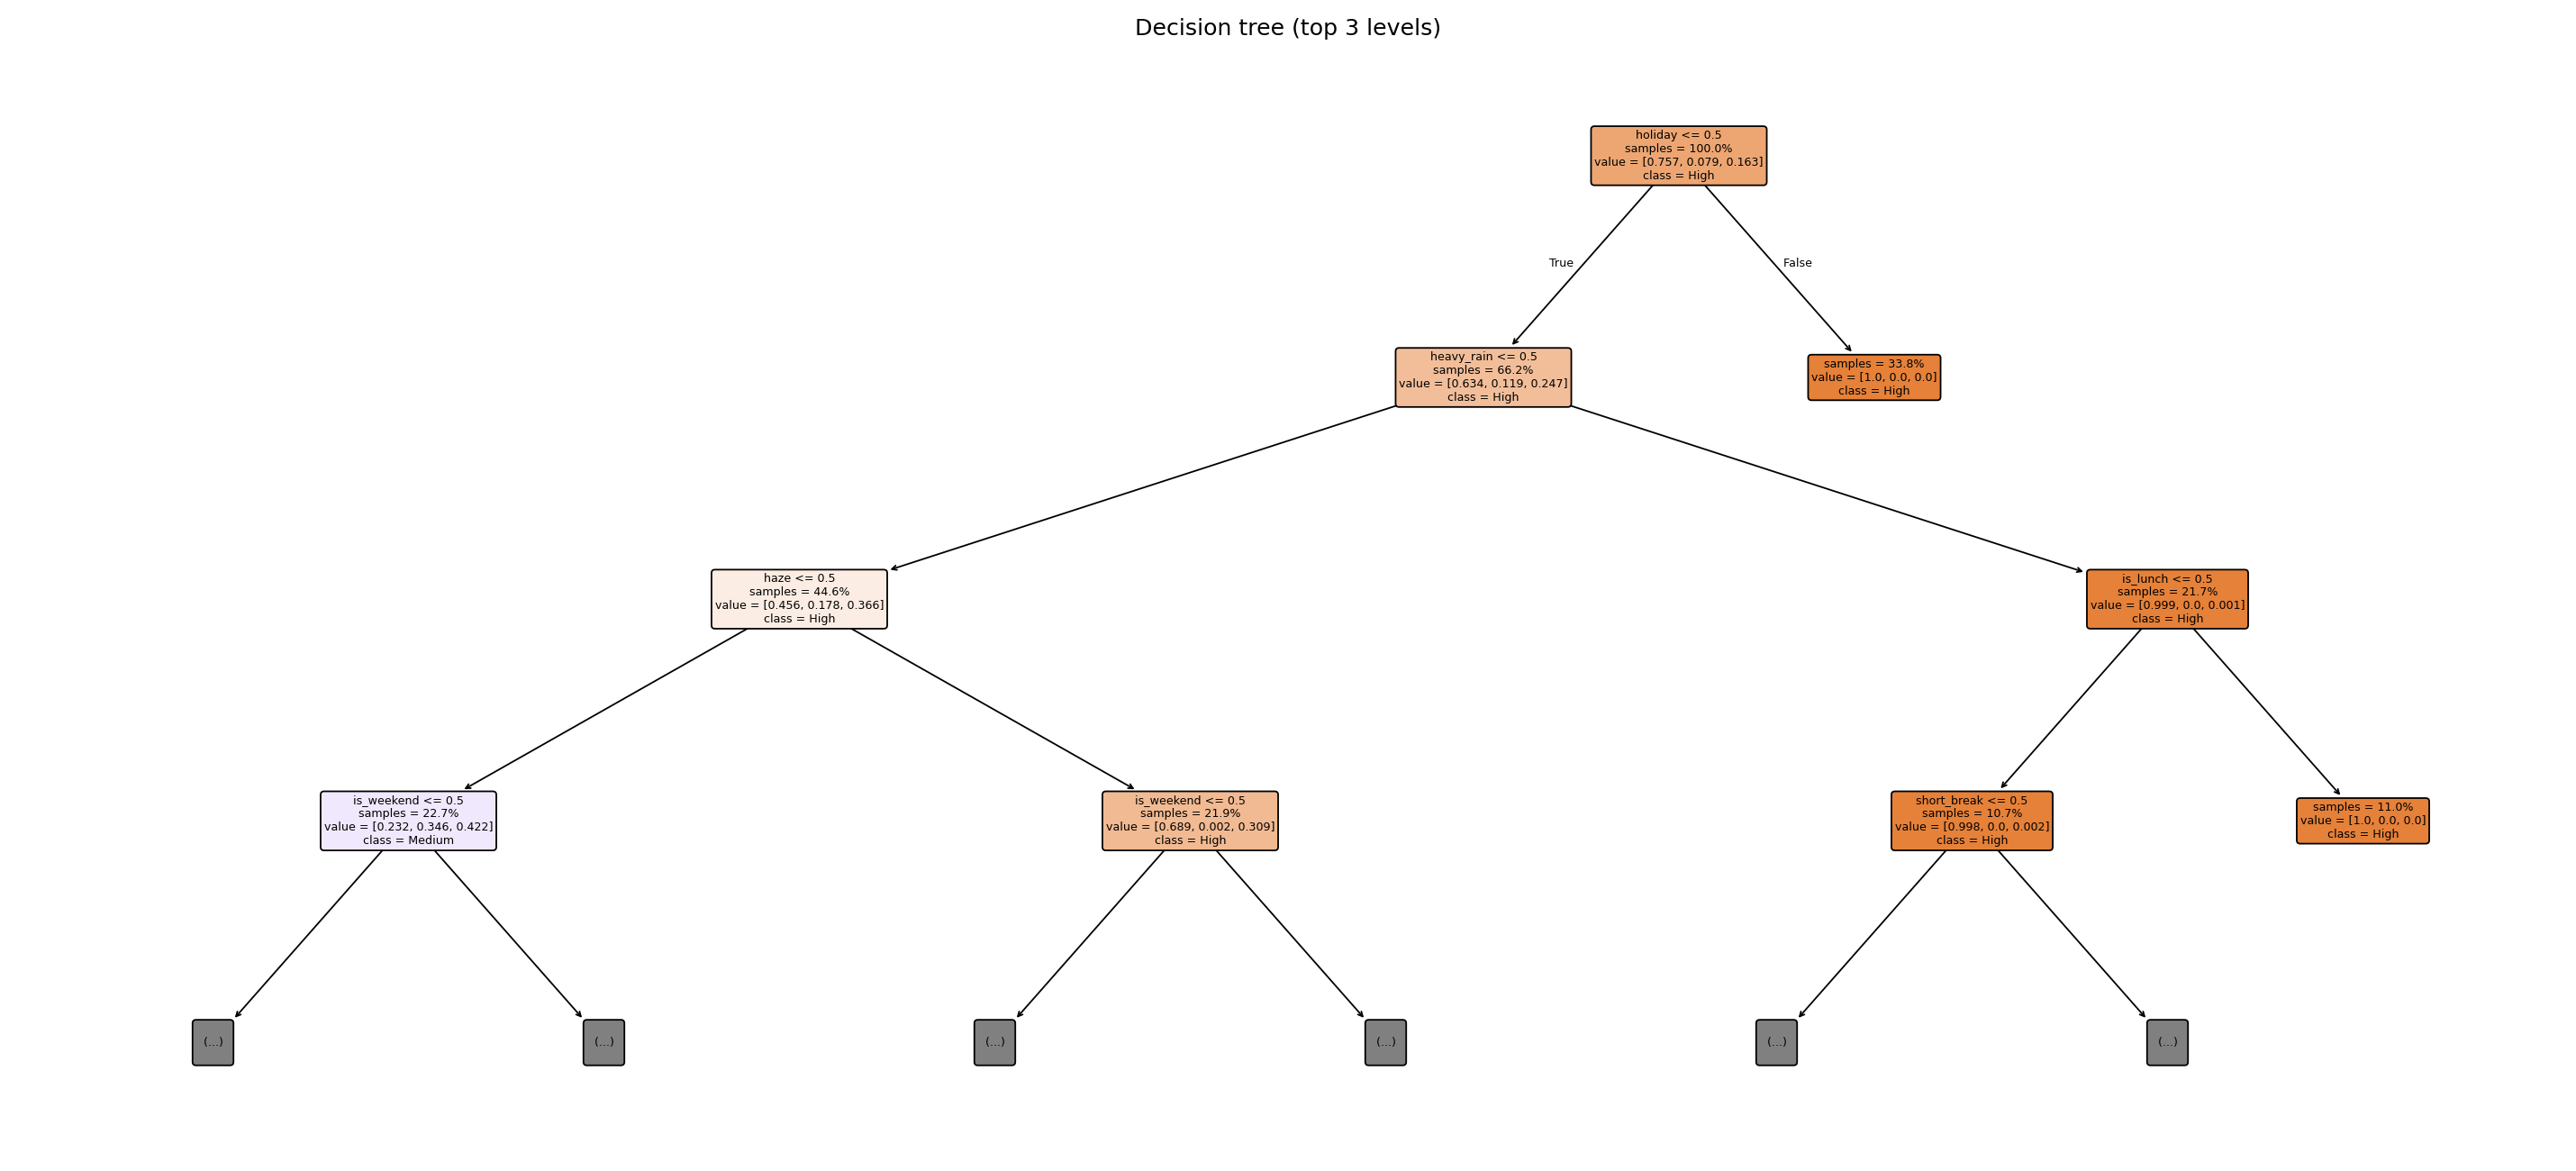 Decision tree (top 3 levels)
holiday <= 0.5
samples = 100.0%
value = [0.757, 0.079, 0.163]
class = High
True
False
heavy_rain <= 0.5
samples = 66.2%
value = [0.634, 0.119, 0.247]
class = High
samples = 33.8%
value = [1.0, 0.0, 0.0]
class = High
haze <= 0.5
samples = 44.6%
value = [0.456, 0.178, 0.366]
class = High
is_lunch <= 0.5
samples = 21.7%
value = [0.999, 0.0, 0.001]
class = High
is_weekend <= 0.5
samples = 22.7%
value = [0.232, 0.346, 0.422]
class = Medium
is_weekend <= 0.5
samples = 21.9%
value = [0.689, 0.002, 0.309]
class = High
short_break <= 0.5
samples = 10.7%
value = [0.998, 0.0, 0.002]
class = High
samples = 11.0%
value = [1.0, 0.0, 0.0]
class = High
(...)
(...)
(...)
(...)
(...)
(...)